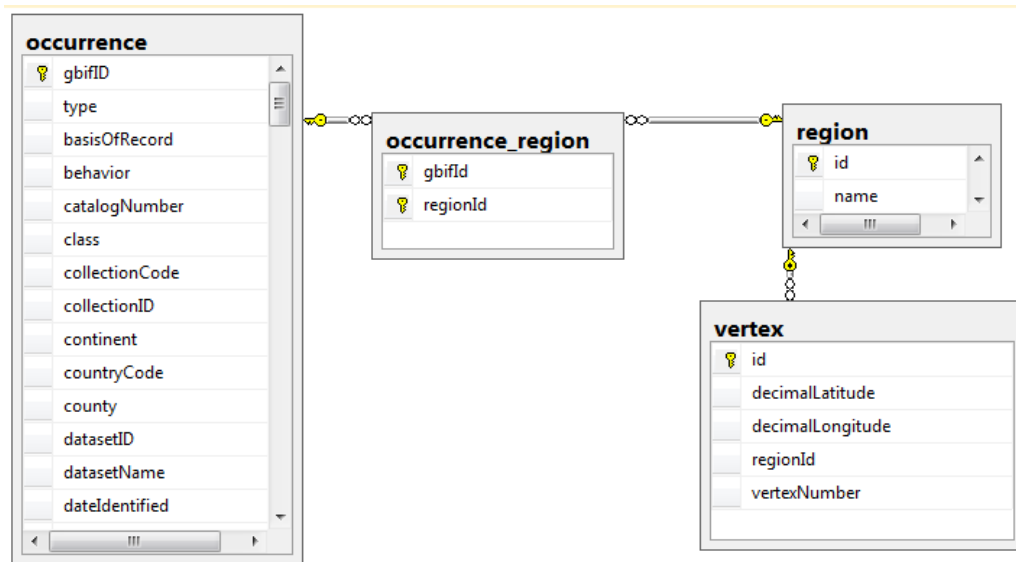 occurrence
gbifID
type
basisOfRecord
behavior
catalogNumber
class
collectionCode
collectionID
continent
countryCode
county
datasetID
datasetName
dateIdentified
occurrence_region
gbifId
regionId
region
id
name
vertex
id
decimalLatitude
decimalLongitude
regionId
vertexNumber